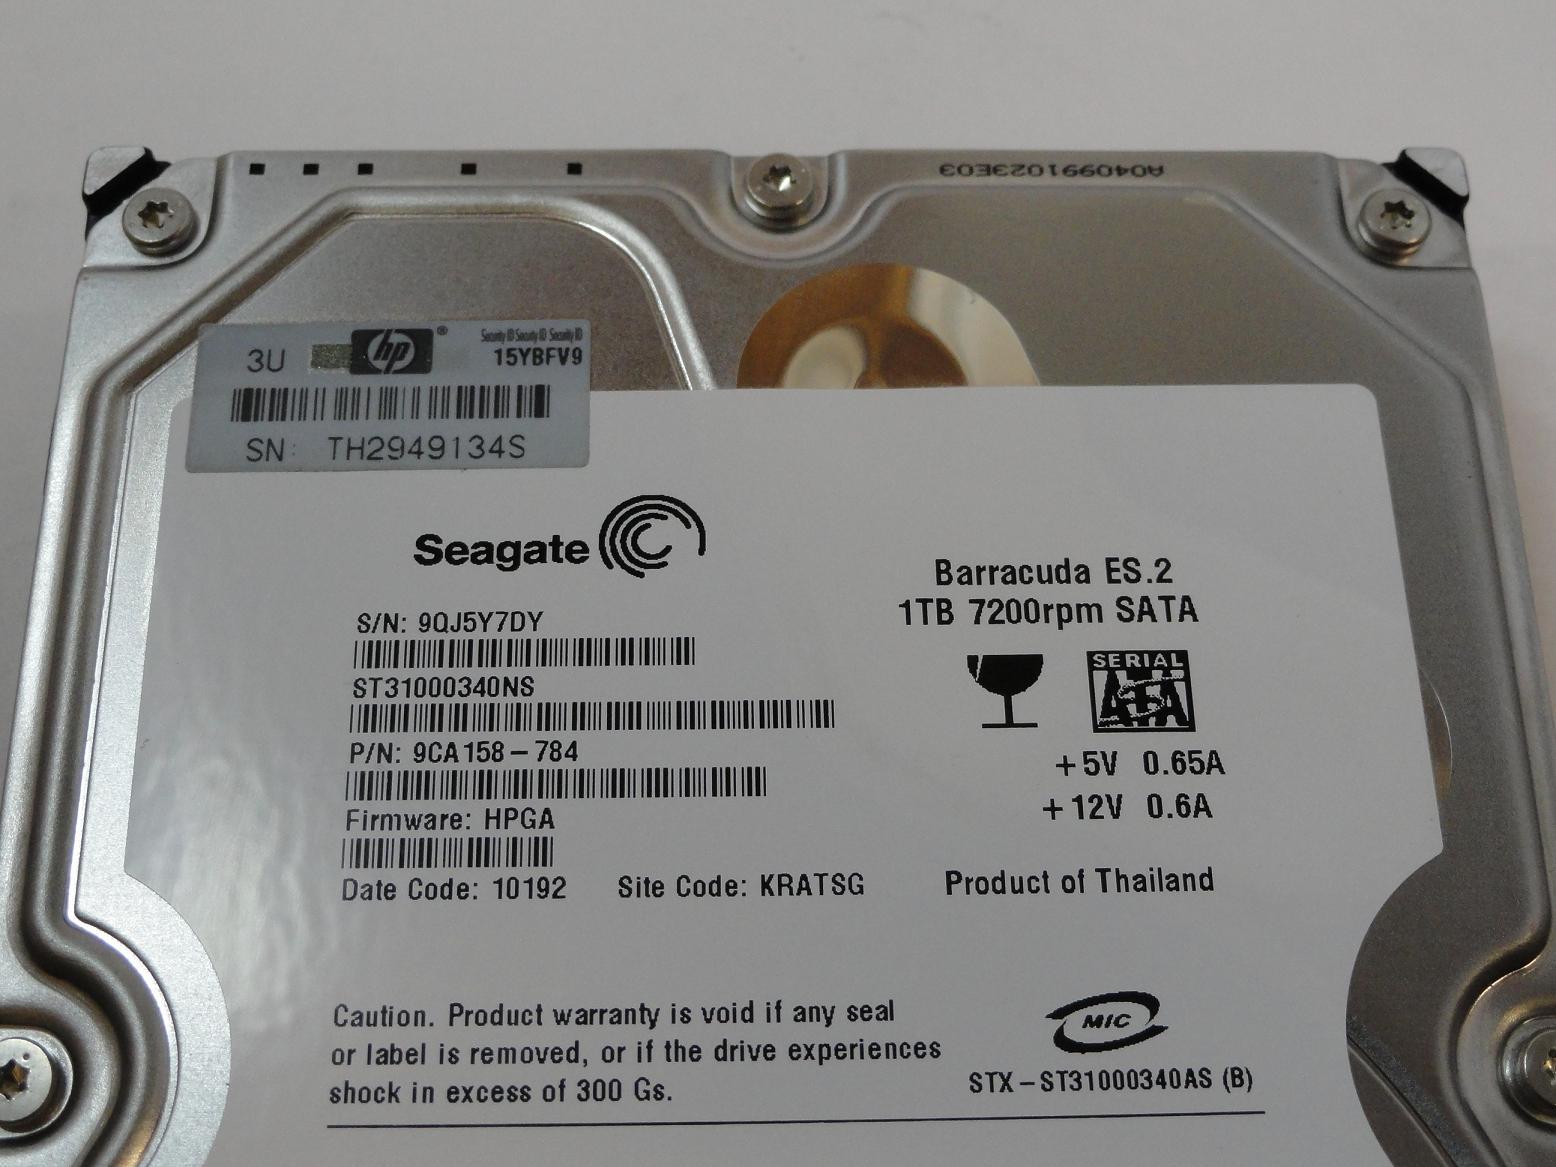 A040991023E03
3U hp ® Security ID Security ID Security ID
15YBFV9
SN: TH2949134S
Seagate
Barracuda ES.2
1TB 7200rpm SATA
S/N: 9QJ5Y7DY
ST31000340NS
P/N: 9CA158-784
Firmware: HPGA
Date Code: 10192 Site Code: KRATSG
SERIAL
ATA
+5V 0.65A
+12V 0.6A
Product of Thailand
Caution. Product warranty is void if any seal
or label is removed, or if the drive experiences
shock in excess of 300 Gs.
MIC
STX-ST31000340AS (B)